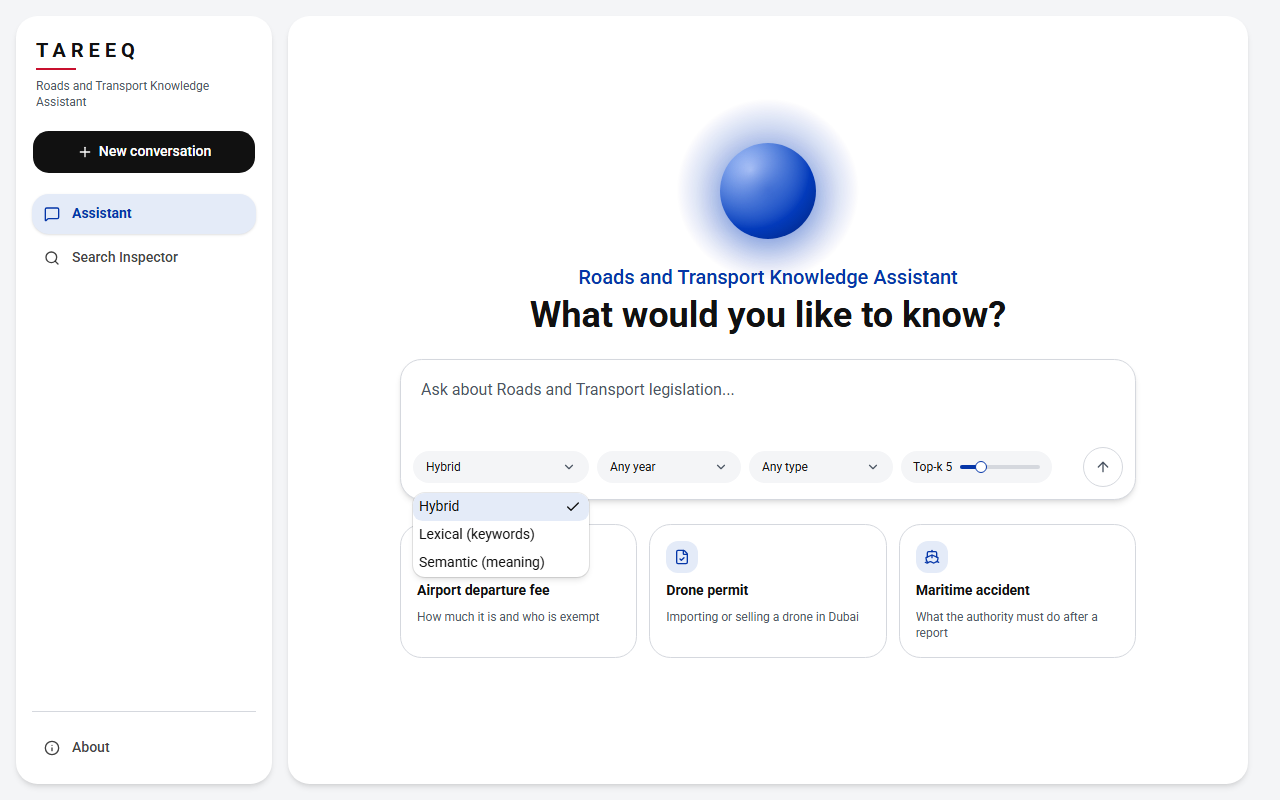 TAREEQ
Roads and Transport Knowledge
Assistant
New conversation
Assistant
Search Inspector
About
Roads and Transport Knowledge Assistant
What would you like to know?
Ask about Roads and Transport legislation...
Hybrid
Any year
Any type
Top-k 5
Hybrid
Lexical (keywords)
Semantic (meaning)
Airport departure fee
How much it is and who is exempt
Drone permit
Importing or selling a drone in Dubai
Maritime accident
What the authority must do after a
report